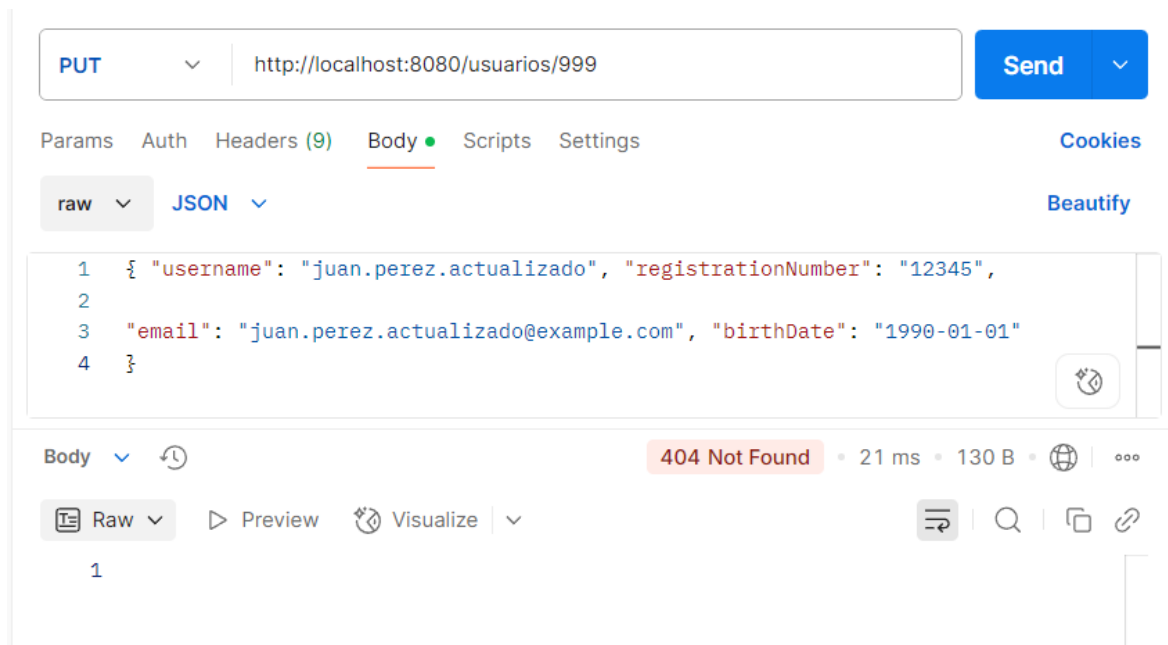 PUT http://localhost:8080/usuarios/999 Send
Params Auth Headers (9) Body Scripts Settings Cookies
raw JSON Beautify
1 { "username": "juan.perez.actualizado", "registrationNumber": "12345",
2
3 "email": "juan.perez.actualizado@example.com", "birthDate": "1990-01-01"
4 }
Body 404 Not Found • 21 ms • 130 B •
Raw Preview Visualize
1